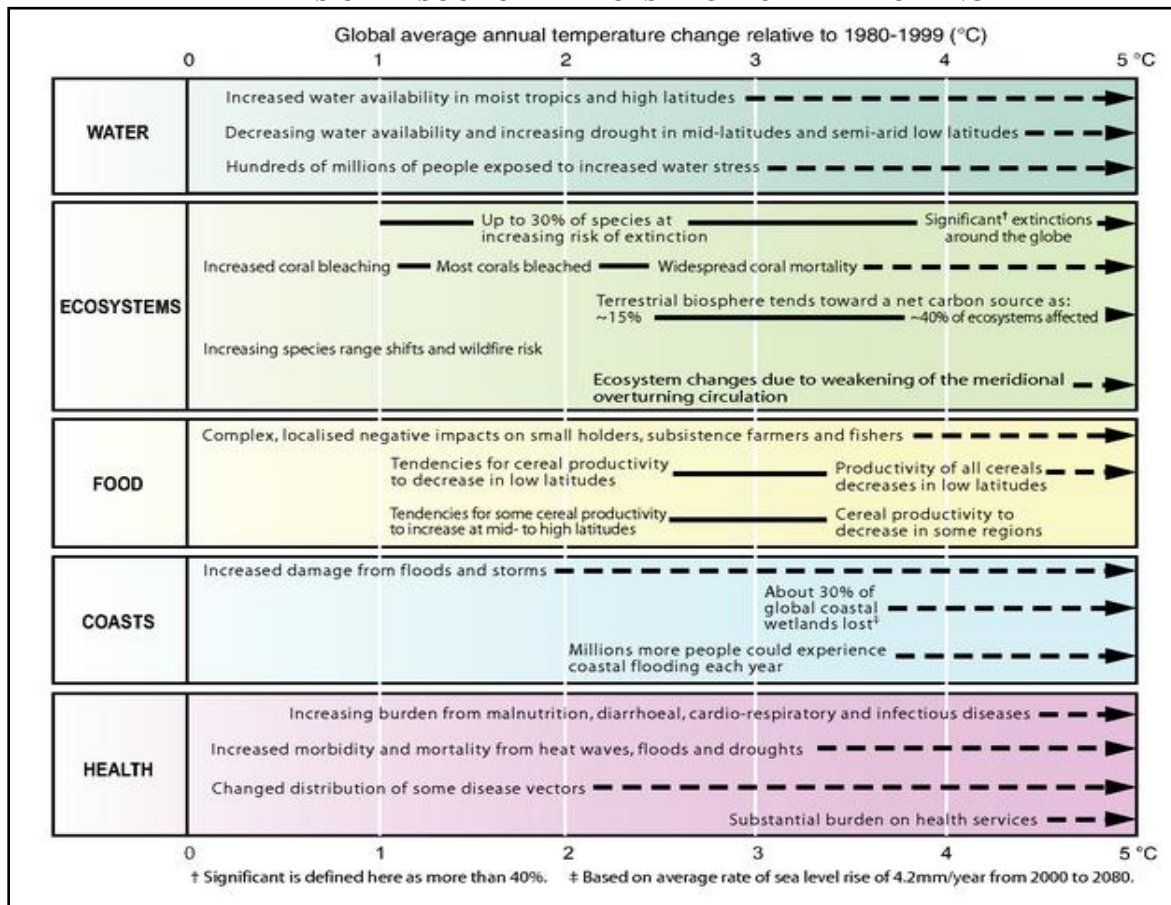 Global average annual temperature change relative to 1980-1999 (°C)
0 1 2 3 4 5 °C
WATER
Increased water availability in moist tropics and high latitudes
Decreasing water availability and increasing drought in mid-latitudes and semi-arid low latitudes
Hundreds of millions of people exposed to increased water stress
ECOSYSTEMS
Up to 30% of species at
increasing risk of extinction
Significant† extinctions
around the globe
Increased coral bleaching Most corals bleached Widespread coral mortality
Terrestrial biosphere tends toward a net carbon source as:
~15% ~40% of ecosystems affected
Increasing species range shifts and wildfire risk
Ecosystem changes due to weakening of the meridional
overturning circulation
FOOD
Complex, localised negative impacts on small holders, subsistence farmers and fishers
Tendencies for cereal productivity
to decrease in low latitudes
Productivity of all cereals
decreases in low latitudes
Tendencies for some cereal productivity
to increase at mid- to high latitudes
Cereal productivity to
decrease in some regions
COASTS
Increased damage from floods and storms
About 30% of
global coastal
wetlands lost‡
Millions more people could experience
coastal flooding each year
HEALTH
Increasing burden from malnutrition, diarrhoeal, cardio-respiratory and infectious diseases
Increased morbidity and mortality from heat waves, floods and droughts
Changed distribution of some disease vectors
Substantial burden on health services
0 1 2 3 4 5 °C
† Significant is defined here as more than 40%. ‡ Based on average rate of sea level rise of 4.2mm/year from 2000 to 2080.